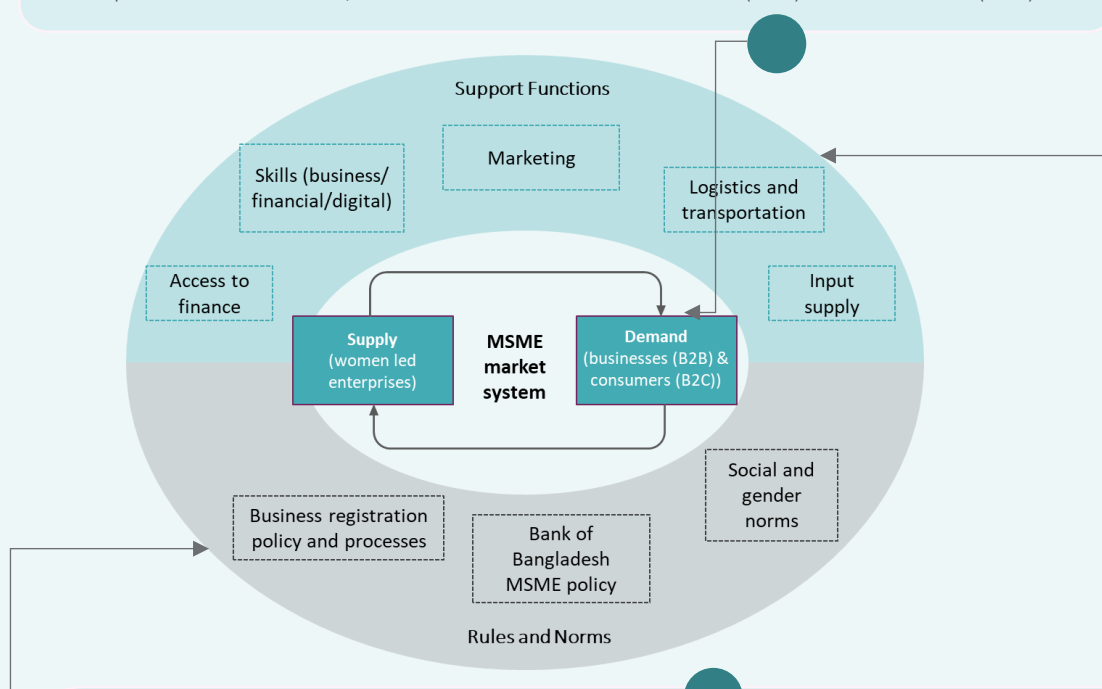 Support Functions
Marketing
Skills (business/
financial/digital)
Logistics and
transportation
Access to
finance
Input
supply
Supply
(women led
enterprises)
MSME
market
system
Demand
(businesses (B2B) &
consumers (B2C))
Social and
gender
norms
Business registration
policy and processes
Bank of
Bangladesh
MSME policy
Rules and Norms